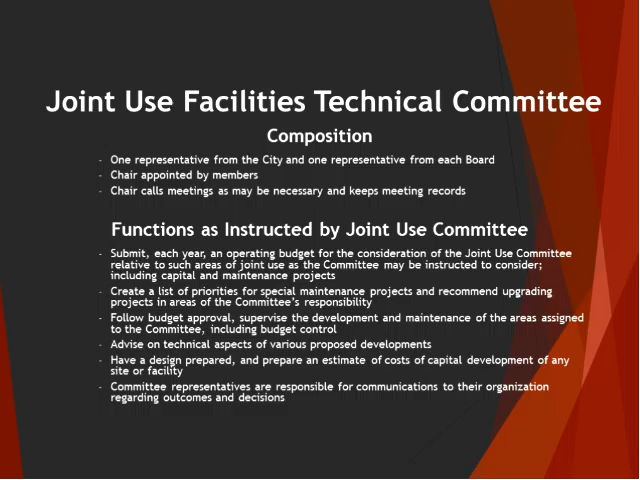 Joint Use Facilities Technical Committee
Composition
- One representative from the City and one representative from each Board
- Chair appointed by members
- Chair calls meetings as may be necessary and keeps meeting records
Functions as Instructed by Joint Use Committee
- Submit, each year, an operating budget for the consideration of the Joint Use Committee
relative to such areas of joint use as the Committee may be instructed to consider;
including capital and maintenance projects
- Create a list of priorities for special maintenance projects and recommend upgrading
projects in areas of the Committee's responsibility
- Follow budget approval, supervise the development and maintenance of the areas assigned
to the Committee, including budget control
- Advise on technical aspects of various proposed developments
- Have a design prepared, and prepare an estimate of costs of capital development of any
site or facility
- Committee representatives are responsible for communications to their organization
regarding outcomes and decisions